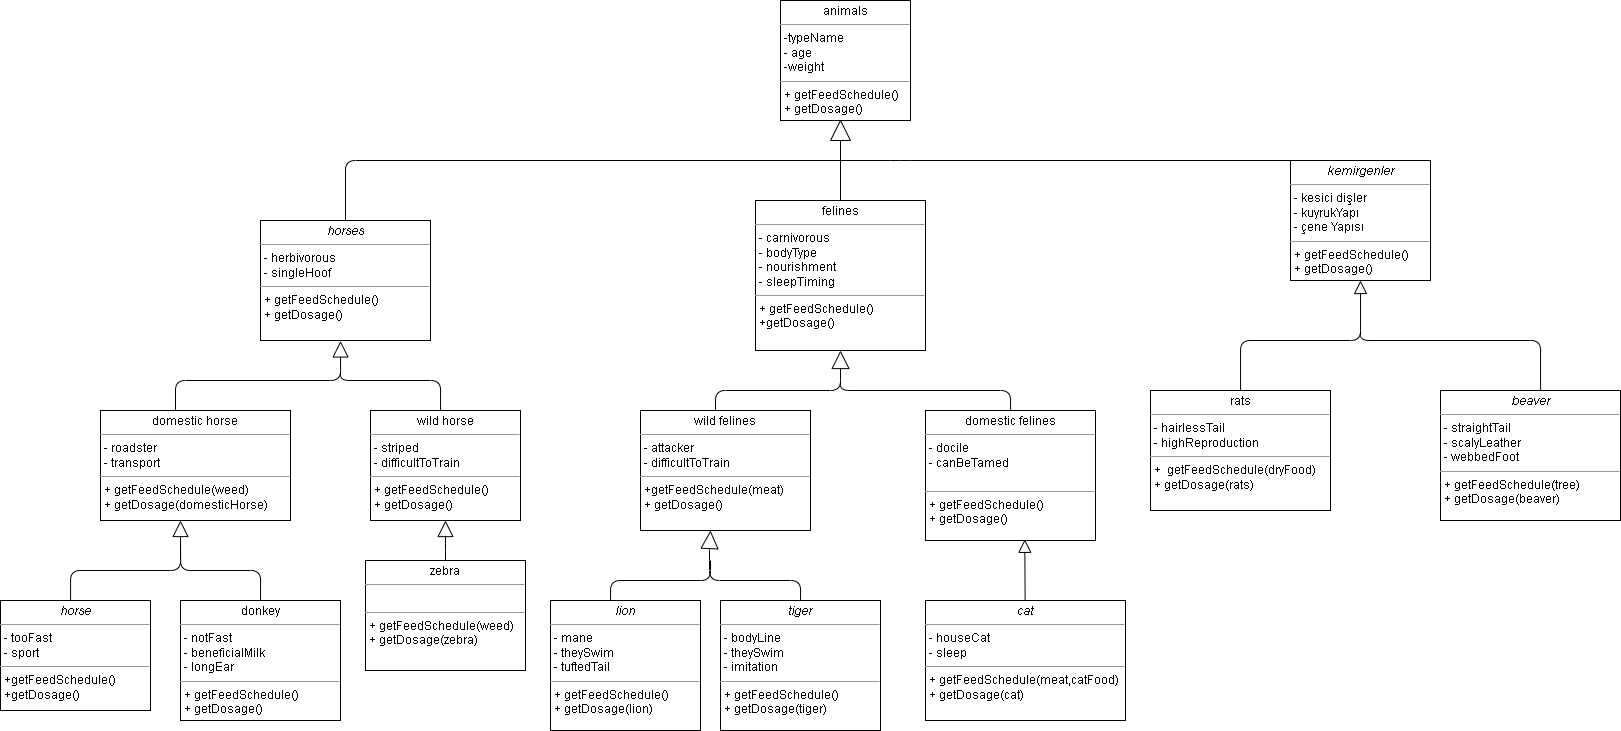 animals
-typeName
- age
-weight
+ getFeedSchedule()
+ getDosage()
horses
- herbivorous
- singleHoof
+ getFeedSchedule()
+ getDosage()
felines
- carnivorous
- bodyType
- nourishment
- sleepTiming
+ getFeedSchedule()
+getDosage()
kemirgenler
- kesici dişler
- kuyrukYapı
- çene Yapısı
+ getFeedSchedule()
+ getDosage()
domestic horse
- roadster
- transport
+ getFeedSchedule(weed)
+ getDosage(domesticHorse)
wild horse
- striped
- difficultToTrain
+ getFeedSchedule()
+ getDosage()
wild felines
- attacker
- difficultToTrain
+getFeedSchedule(meat)
+ getDosage()
domestic felines
- docile
- canBeTamed
+ getFeedSchedule()
+ getDosage()
rats
- hairlessTail
- highReproduction
+ getFeedSchedule(dryFood)
+ getDosage(rats)
beaver
- straightTail
- scalyLeather
- webbedFoot
+ getFeedSchedule(tree)
+ getDosage(beaver)
horse
- tooFast
- sport
+getFeedSchedule()
+getDosage()
donkey
- notFast
- beneficialMilk
- longEar
+ getFeedSchedule()
+ getDosage()
zebra
+ getFeedSchedule(weed)
+ getDosage(zebra)
lion
- mane
- theySwim
- tuftedTail
+ getFeedSchedule()
+ getDosage(lion)
tiger
- bodyLine
- theySwim
- imitation
+ getFeedSchedule()
+ getDosage(tiger)
cat
- houseCat
- sleep
+ getFeedSchedule(meat,catFood)
+ getDosage(cat)